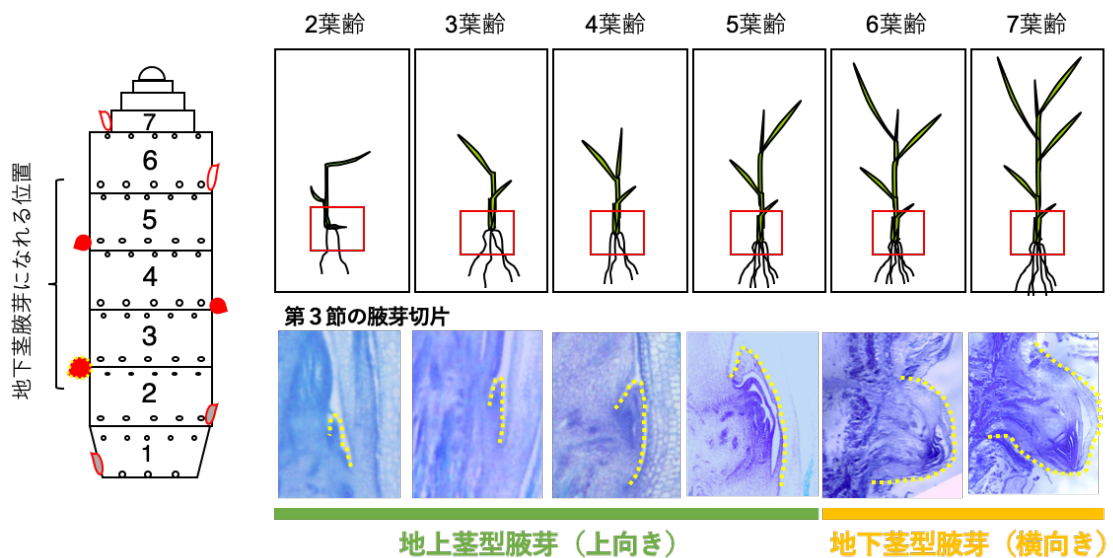 2葉齢
3葉齢
4葉齢
5葉齢
6葉齢
7葉齢
地下茎腋芽になれる位置
7
6
5
4
3
2
1
第３節の腋芽切片
地上茎型腋芽（上向き）
地下茎型腋芽（横向き）